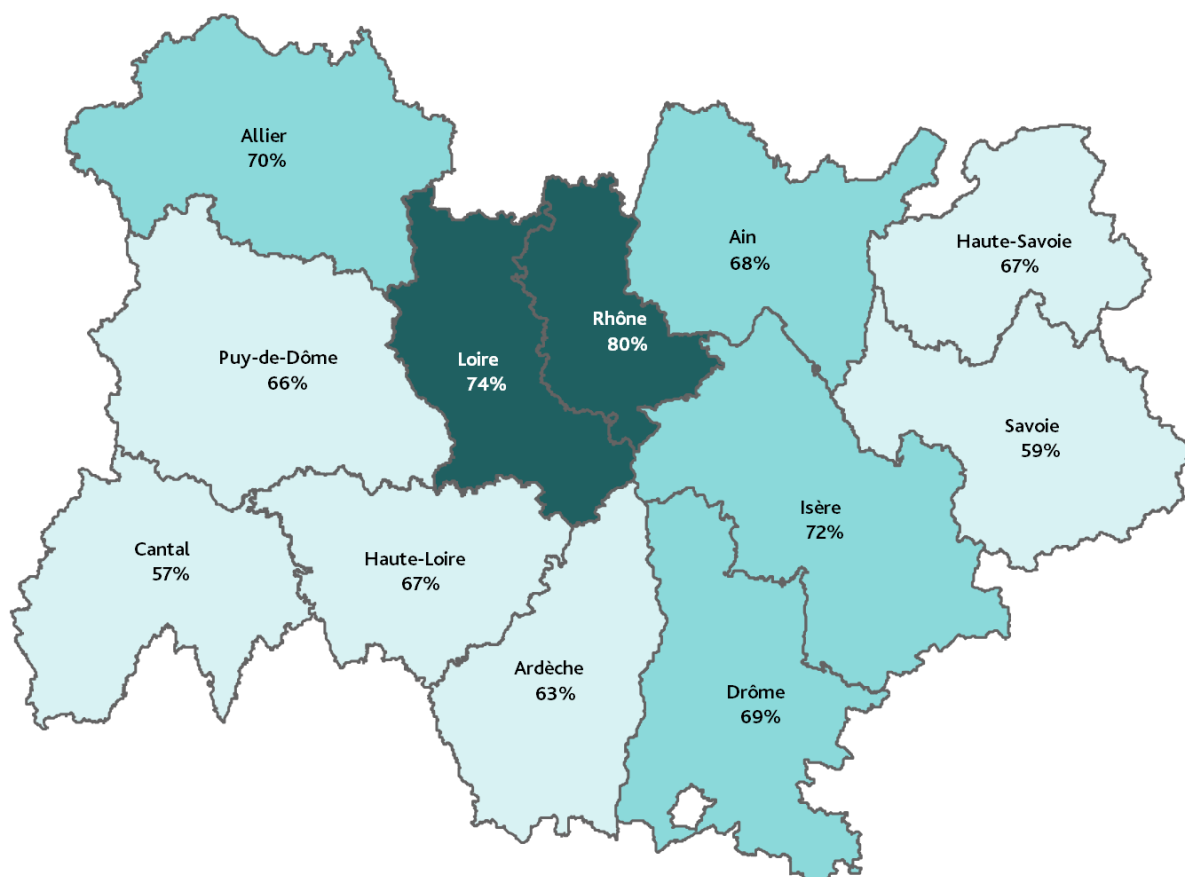 Allier
70%
Ain
68%
Haute-Savoie
67%
Rhône
80%
Puy-de-Dôme
66%
Loire
74%
Savoie
59%
Isère
72%
Cantal
57%
Haute-Loire
67%
Ardèche
63%
Drôme
69%